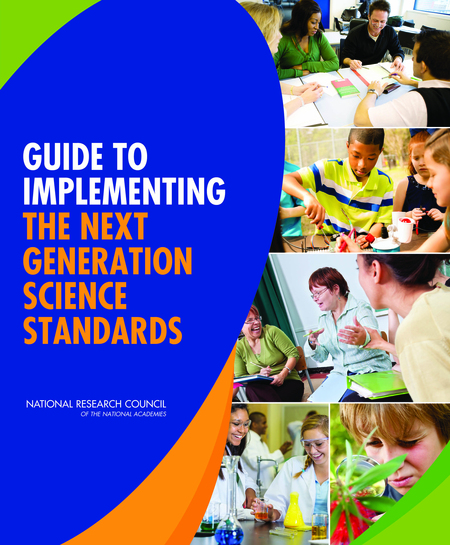 GUIDE TO
IMPLEMENTING
THE NEXT
GENERATION
SCIENCE
STANDARDS
NATIONAL RESEARCH COUNCIL
OF THE NATIONAL ACADEMIES